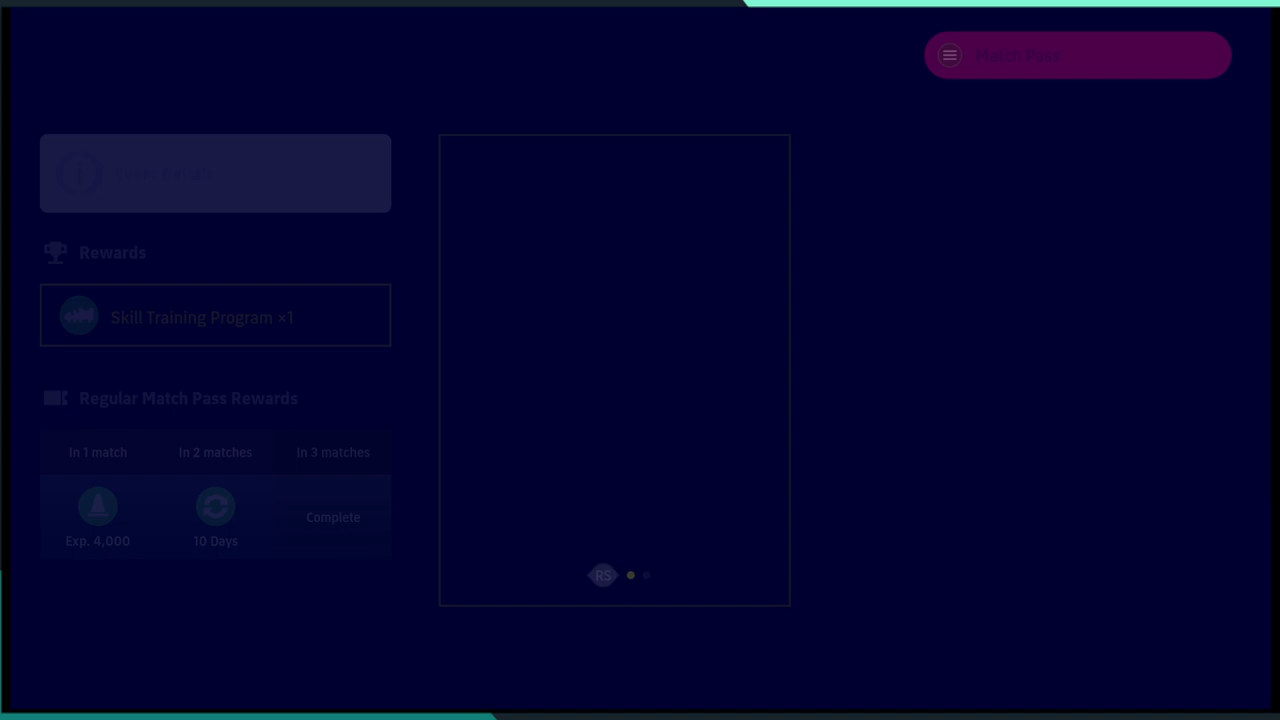 Match Pass
Rewards
Skill Training Program ×1
Regular Match Pass Rewards
In 1 match
In 2 matches
In 3 matches
Exp. 4,000
10 Days
Complete
RS